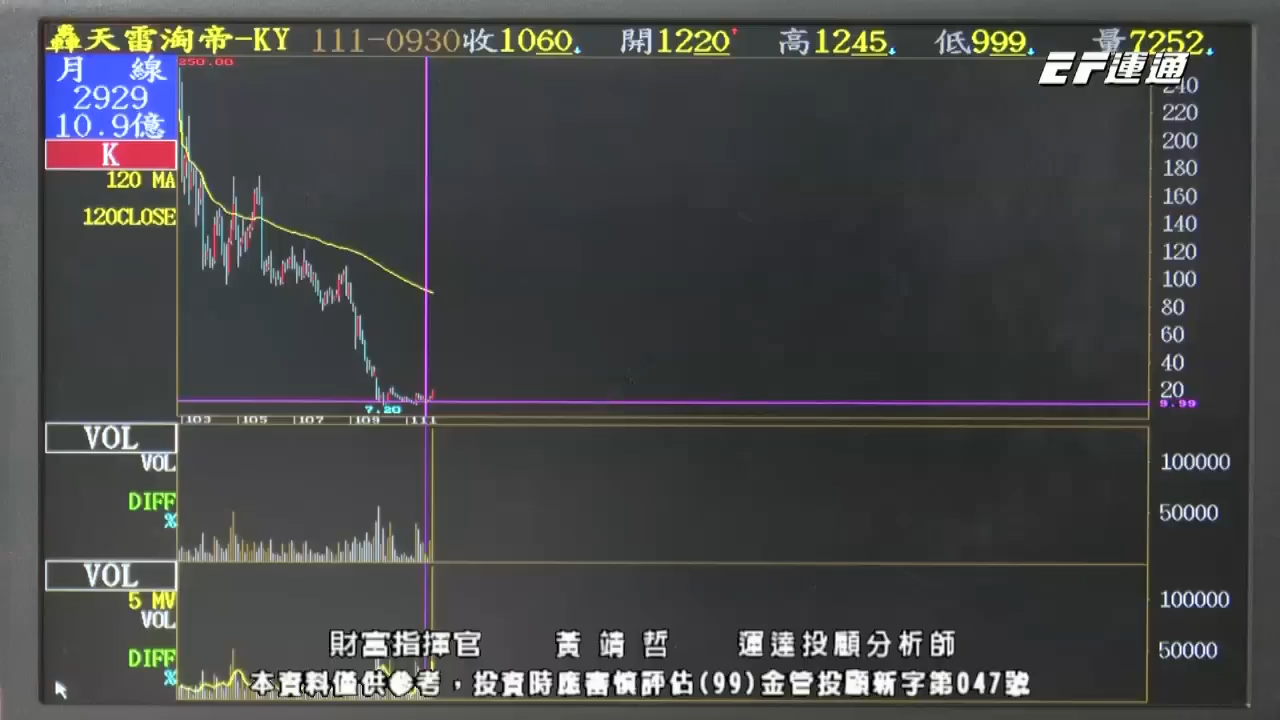 轟天雷淘帝-KY 111-0930收1060 開1220 高1245 低999 量7252
EF運通
月 線
2929
10.9億
K
120 MA
120CLOSE
250.00
240
220
200
180
160
140
120
100
80
60
40
20
9.99
7.20
103 105 107 109 111
VOL
VOL
DIFF
%
100000
50000
VOL
5 MV
VOL
DIFF
%
100000
50000
財富指揮官 黃靖哲 運達投顧分析師
本資料僅供參考，投資時應審慎評估(99)金管投顧新字第047號